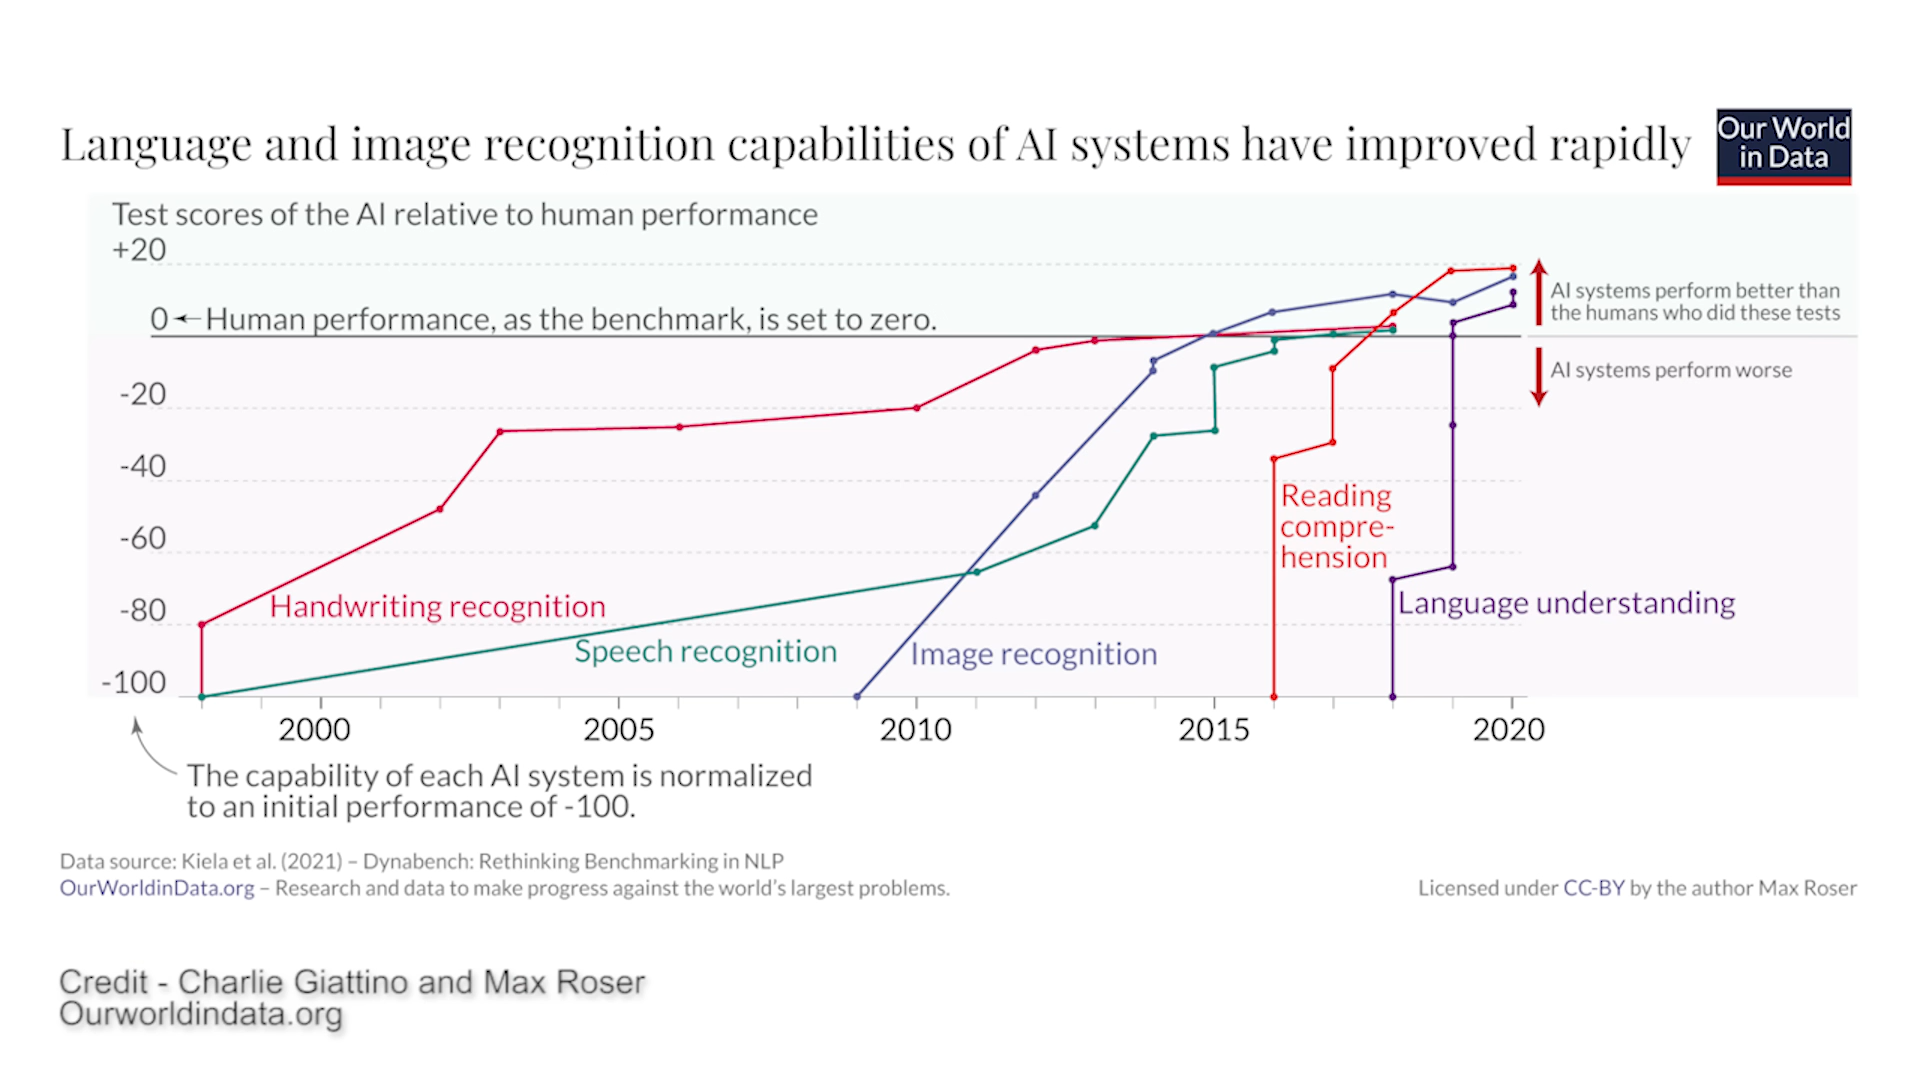 Language and image recognition capabilities of AI systems have improved rapidly
Our World
in Data
Test scores of the AI relative to human performance
+20
0 ← Human performance, as the benchmark, is set to zero.
-20
-40
-60
-80
-100
AI systems perform better than
the humans who did these tests
AI systems perform worse
Handwriting recognition
Speech recognition
Image recognition
Reading
compre-
hension
Language understanding
2000 2005 2010 2015 2020
The capability of each AI system is normalized
to an initial performance of -100.
Data source: Kiela et al. (2021) – Dynabench: Rethinking Benchmarking in NLP
OurWorldinData.org – Research and data to make progress against the world's largest problems.
Licensed under CC-BY by the author Max Roser
Credit - Charlie Giattino and Max Roser
Ourworldindata.org